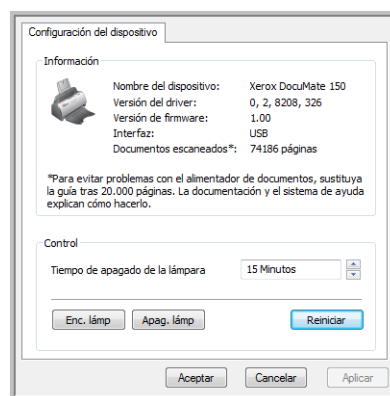 Configuración del dispositivo
Información
Nombre del dispositivo: Xerox DocuMate 150
Versión del driver: 0, 2, 8208, 326
Versión de firmware: 1.00
Interfaz: USB
Documentos escaneados*: 74186 páginas
*Para evitar problemas con el alimentador de documentos, sustituya
la guía tras 20.000 páginas. La documentación y el sistema de ayuda
explican cómo hacerlo.
Control
Tiempo de apagado de la lámpara 15 Minutos
Enc. lámp Apag. lámp Reiniciar
Aceptar Cancelar Aplicar